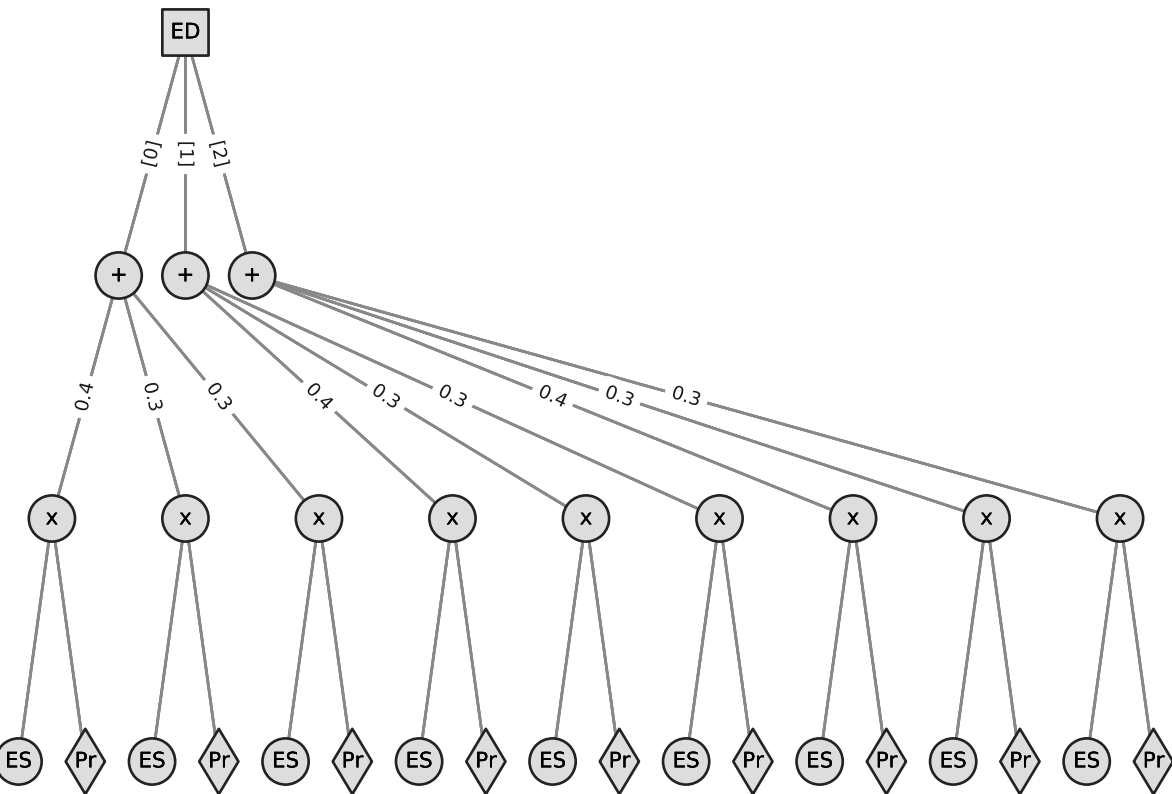 ED
[0] [1] [2]
+ + +
0.4 0.3 0.3 0.4 0.3 0.3 0.4 0.3 0.3
x x x x x x x x x
ES Pr ES Pr ES Pr ES Pr ES Pr ES Pr ES Pr ES Pr ES Pr